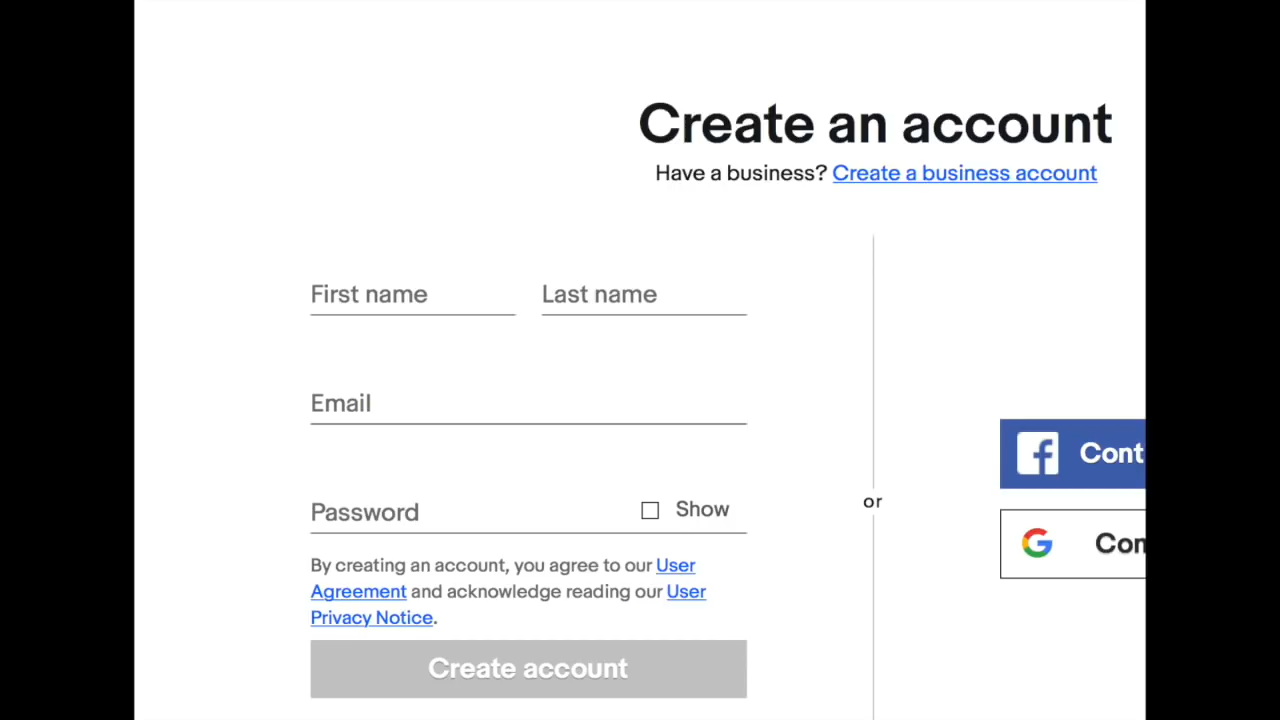 Create an account
Have a business? Create a business account
First name
Last name
Email
Password
Show
By creating an account, you agree to our User
Agreement and acknowledge reading our User
Privacy Notice.
Create account
or
Cont
Con